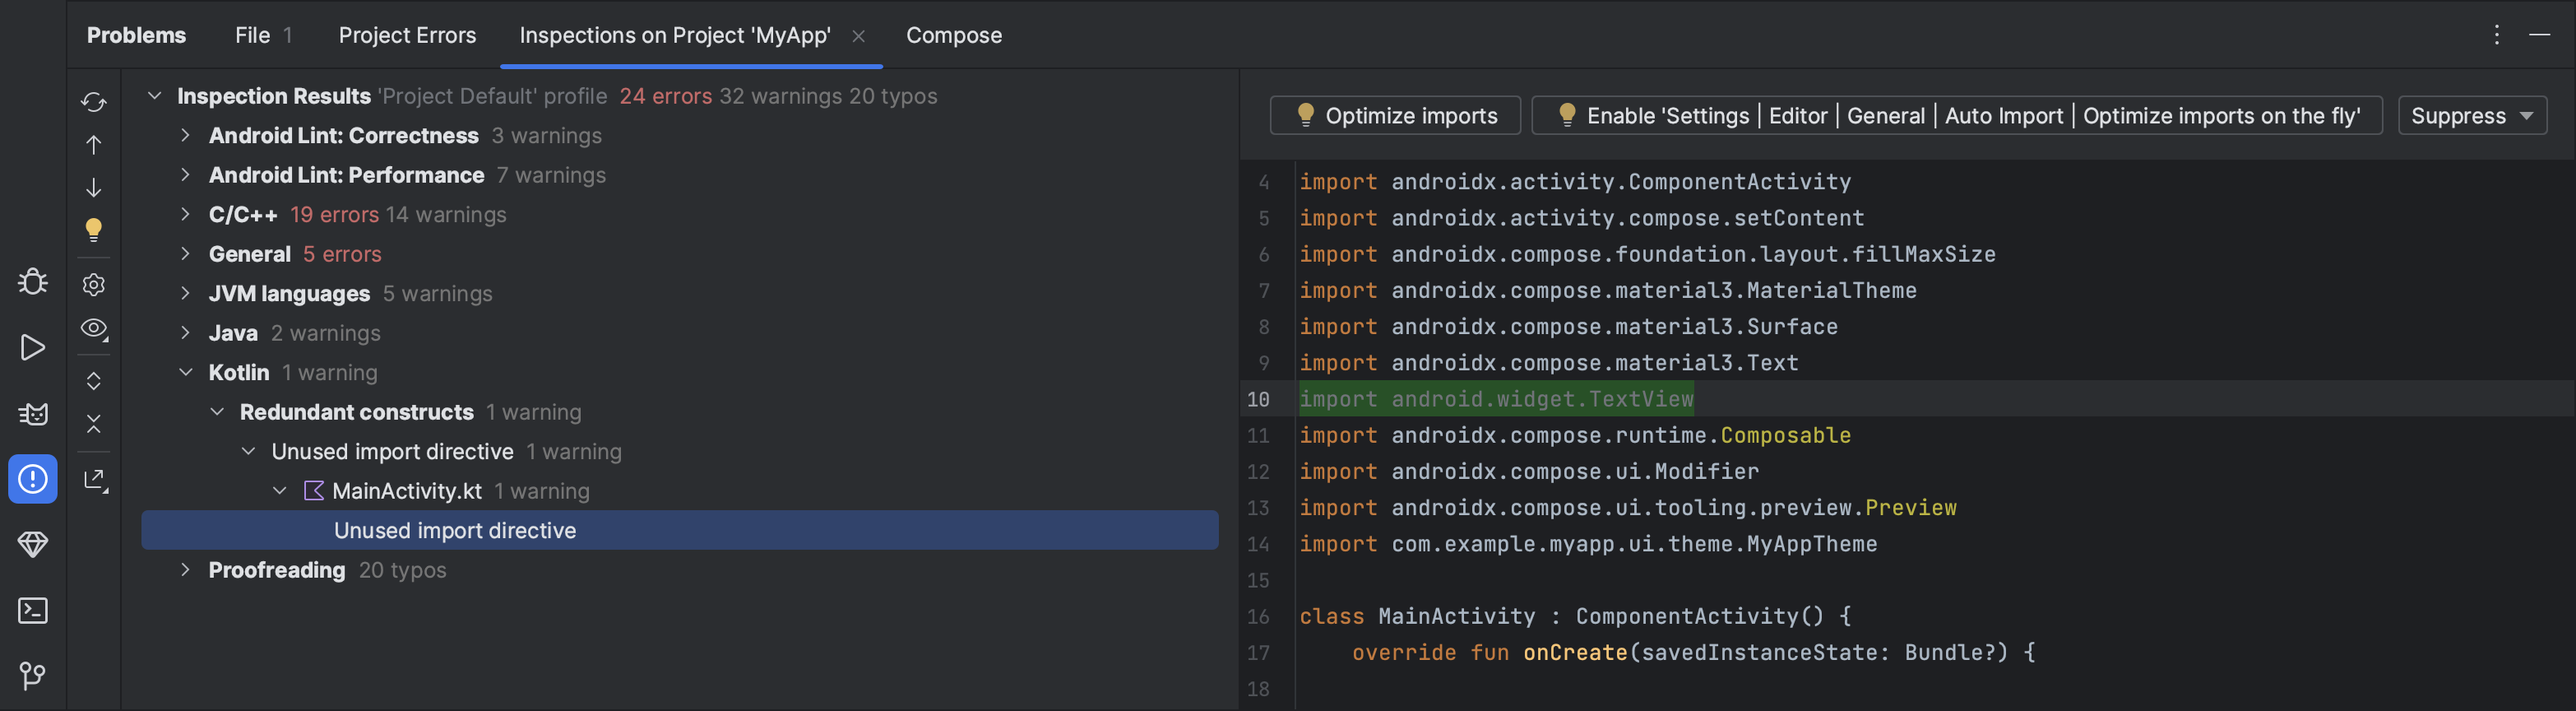 Problems File 1 Project Errors Inspections on Project 'MyApp' Compose
Inspection Results 'Project Default' profile 24 errors 32 warnings 20 typos
Android Lint: Correctness 3 warnings
Android Lint: Performance 7 warnings
C/C++ 19 errors 14 warnings
General 5 errors
JVM languages 5 warnings
Java 2 warnings
Kotlin 1 warning
Redundant constructs 1 warning
Unused import directive 1 warning
MainActivity.kt 1 warning
Unused import directive
Proofreading 20 typos
Optimize imports Enable 'Settings | Editor | General | Auto Import | Optimize imports on the fly' Suppress
4 import androidx.activity.ComponentActivity
5 import androidx.activity.compose.setContent
6 import androidx.compose.foundation.layout.fillMaxSize
7 import androidx.compose.material3.MaterialTheme
8 import androidx.compose.material3.Surface
9 import androidx.compose.material3.Text
10 import android.widget.TextView
11 import androidx.compose.runtime.Composable
12 import androidx.compose.ui.Modifier
13 import androidx.compose.ui.tooling.preview.Preview
14 import com.example.myapp.ui.theme.MyAppTheme
15
16 class MainActivity : ComponentActivity() {
17 override fun onCreate(savedInstanceState: Bundle?) {
18